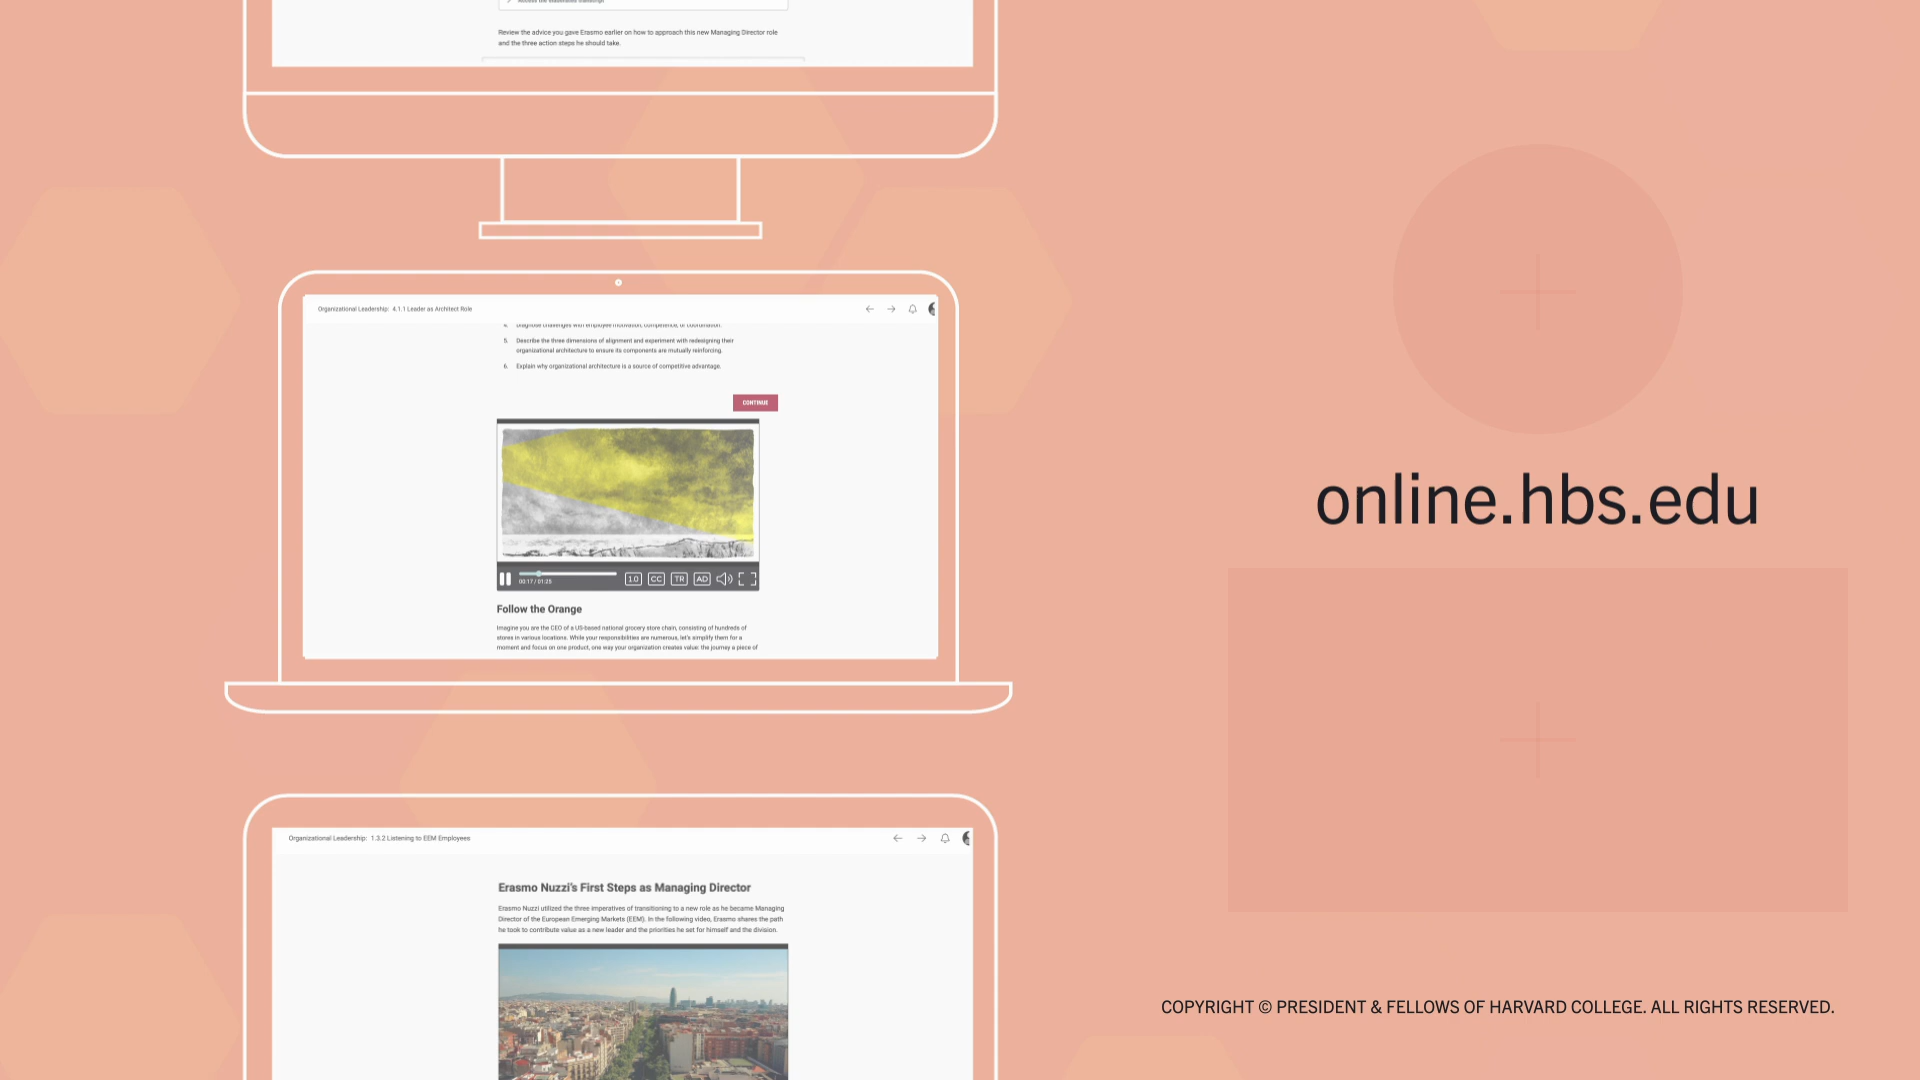 Review the advice you gave Erasmo earlier on how to approach this new Managing Director role
and the three action steps he should take.
Organizational Leadership: 4.1.1 Leader as Architect Role
4. Diagnose challenges with employee motivation, competence, or coordination.
5. Describe the three dimensions of alignment and experiment with redesigning their
organizational architecture to ensure its components are mutually reinforcing.
6. Explain why organizational architecture is a source of competitive advantage.
CONTINUE
00:17 / 01:25
1.0 CC TR AD
Follow the Orange
Imagine you are the CEO of a US-based national grocery store chain, consisting of hundreds of
stores in various locations. While your responsibilities are numerous, let's simplify them for a
moment and focus on one product, one way your organization creates value: the journey a piece of
Organizational Leadership: 1.3.2 Listening to EEM Employees
Erasmo Nuzzi's First Steps as Managing Director
Erasmo Nuzzi utilized the three imperatives of transitioning to a new role as he became Managing
Director of the European Emerging Markets (EEM). In the following video, Erasmo shares the path
he took to contribute value as a new leader and the priorities he set for himself and the division.
online.hbs.edu
COPYRIGHT © PRESIDENT & FELLOWS OF HARVARD COLLEGE. ALL RIGHTS RESERVED.